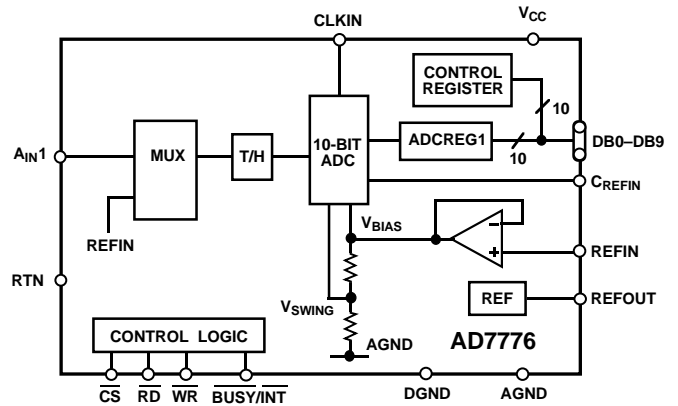 CLKIN
VCC
CONTROL
REGISTER
10
AIN1
MUX
T/H
10-BIT
ADC
ADCREG1
10
DB0–DB9
CREFIN
REFIN
VBIAS
–
+
REFIN
RTN
VSWING
REF
REFOUT
CONTROL LOGIC
AGND
AD7776
CS
RD
WR
BUSY/INT
DGND
AGND